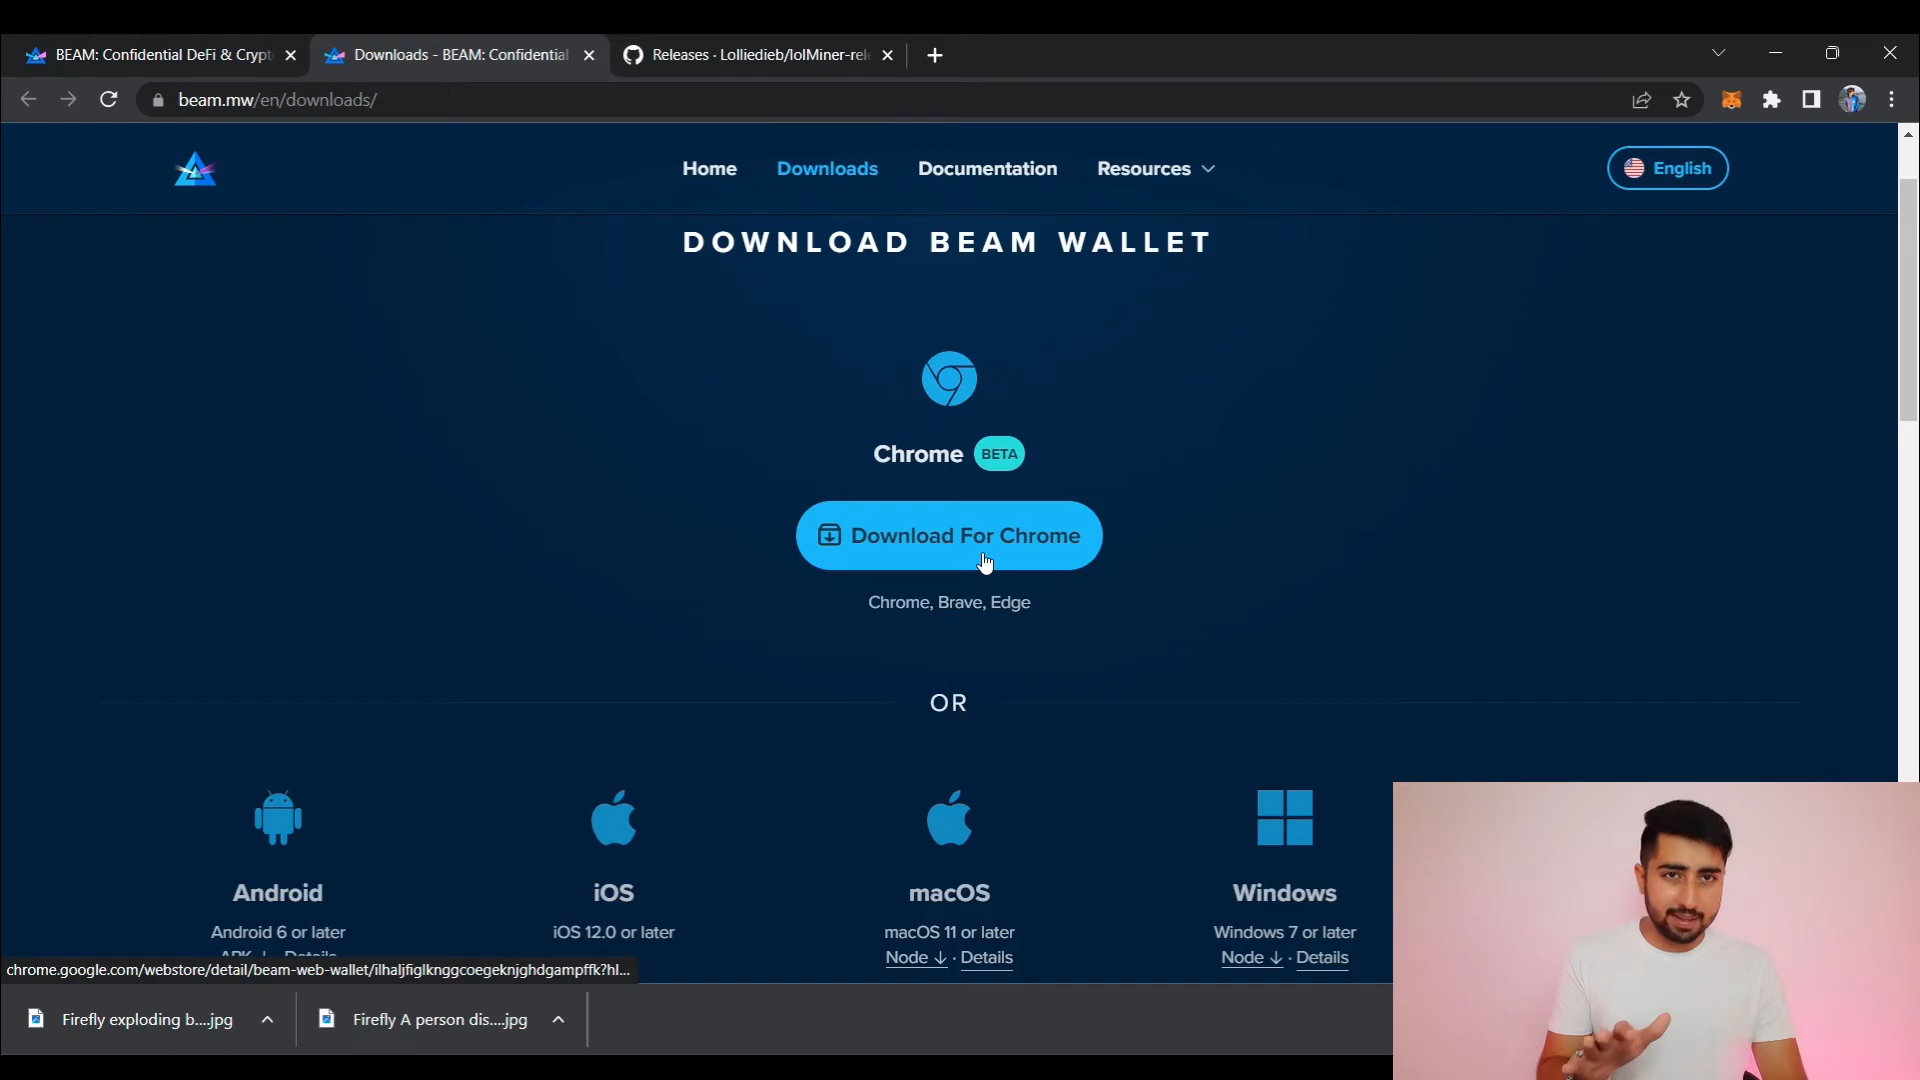 BEAM: Confidential DeFi & Crypt
Downloads - BEAM: Confidential
Releases · Lolliedieb/lolMiner-rel
beam.mw/en/downloads/
Home
Downloads
Documentation
Resources
English
DOWNLOAD BEAM WALLET
Chrome BETA
Download For Chrome
Chrome, Brave, Edge
OR
Android
iOS
macOS
Windows
Android 6 or later
iOS 12.0 or later
macOS 11 or later
Windows 7 or later
APK ↓ · Details
Node ↓ · Details
Node ↓ · Details
chrome.google.com/webstore/detail/beam-web-wallet/ilhaljfiglknggcoegeknjghdgampffk?hl...
Firefly exploding b....jpg
Firefly A person dis....jpg